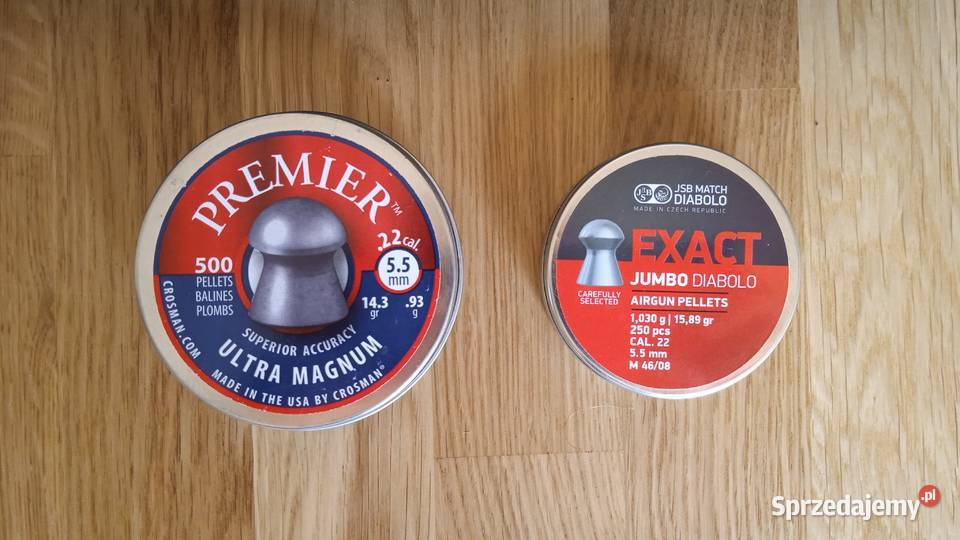 PREMIER™
.22 cal.
5.5
mm
500
PELLETS
BALINES
PLOMBS
14.3
gr
.93
g
CROSMAN.COM
SUPERIOR ACCURACY
ULTRA MAGNUM
MADE IN THE USA BY CROSMAN®
JSB
JSB MATCH
DIABOLO
MADE IN CZECH REPUBLIC
EXACT
JUMBO DIABOLO
CAREFULLY
SELECTED
AIRGUN PELLETS
1,030 g | 15,89 gr
250 pcs
CAL. 22
5.5 mm
M 46/08
Sprzedajemy.pl